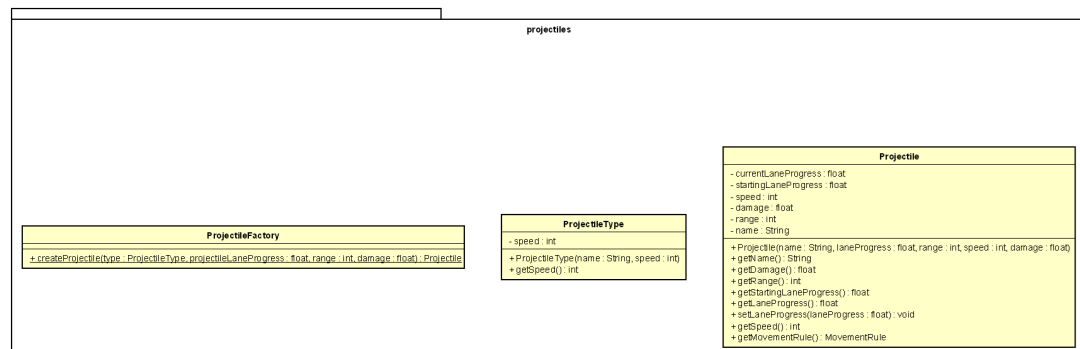 projectiles
ProjectileFactory
+ createProjectile(type : ProjectileType, projectileLaneProgress : float, range : int, damage : float) : Projectile
ProjectileType
- speed : int
+ ProjectileType(name : String, speed : int)
+ getSpeed() : int
Projectile
- currentLaneProgress : float
- startingLaneProgress : float
- speed : int
- damage : float
- range : int
- name : String
+ Projectile(name : String, laneProgress : float, range : int, speed : int, damage : float)
+ getName() : String
+ getDamage() : float
+ getRange() : int
+ getStartingLaneProgress() : float
+ getLaneProgress() : float
+ setLaneProgress(laneProgress : float) : void
+ getSpeed() : int
+ getMovementRule() : MovementRule